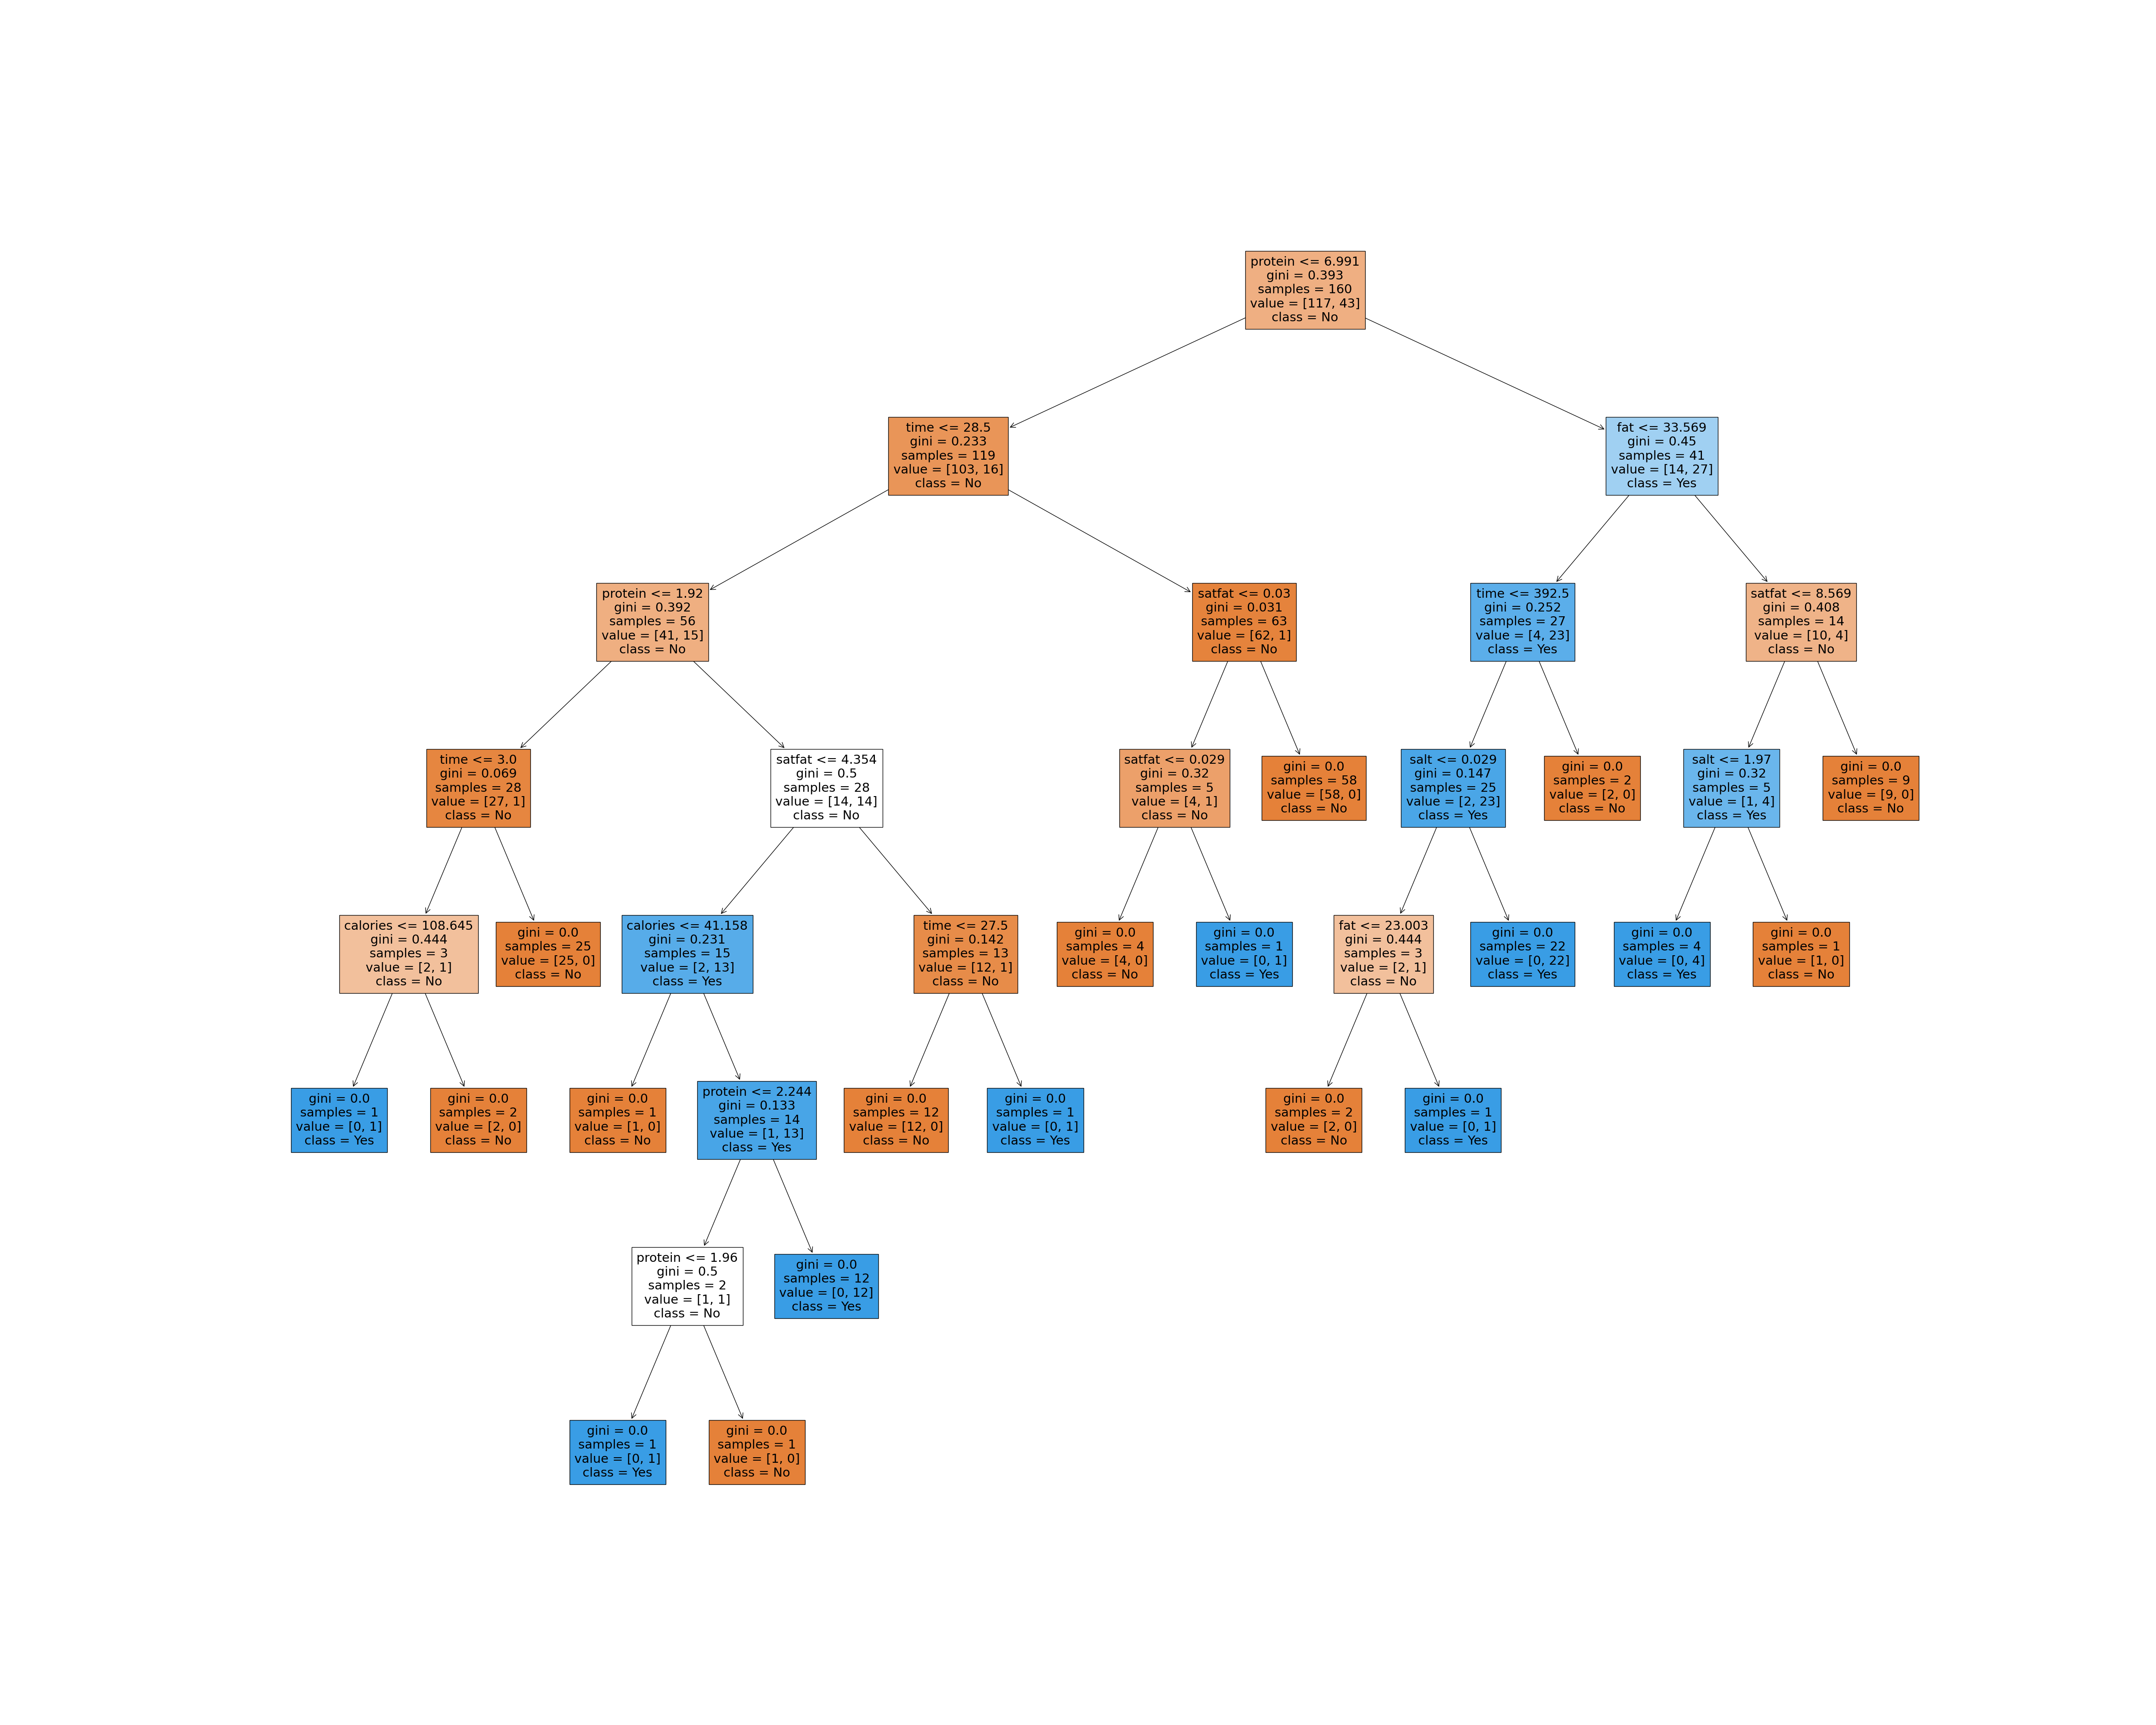 protein <= 6.991
gini = 0.393
samples = 160
value = [117, 43]
class = No
time <= 28.5
gini = 0.233
samples = 119
value = [103, 16]
class = No
fat <= 33.569
gini = 0.45
samples = 41
value = [14, 27]
class = Yes
protein <= 1.92
gini = 0.392
samples = 56
value = [41, 15]
class = No
satfat <= 0.03
gini = 0.031
samples = 63
value = [62, 1]
class = No
time <= 392.5
gini = 0.252
samples = 27
value = [4, 23]
class = Yes
satfat <= 8.569
gini = 0.408
samples = 14
value = [10, 4]
class = No
time <= 3.0
gini = 0.069
samples = 28
value = [27, 1]
class = No
satfat <= 4.354
gini = 0.5
samples = 28
value = [14, 14]
class = No
satfat <= 0.029
gini = 0.32
samples = 5
value = [4, 1]
class = No
gini = 0.0
samples = 58
value = [58, 0]
class = No
salt <= 0.029
gini = 0.147
samples = 25
value = [2, 23]
class = Yes
gini = 0.0
samples = 2
value = [2, 0]
class = No
salt <= 1.97
gini = 0.32
samples = 5
value = [1, 4]
class = Yes
gini = 0.0
samples = 9
value = [9, 0]
class = No
calories <= 108.645
gini = 0.444
samples = 3
value = [2, 1]
class = No
gini = 0.0
samples = 25
value = [25, 0]
class = No
calories <= 41.158
gini = 0.231
samples = 15
value = [2, 13]
class = Yes
time <= 27.5
gini = 0.142
samples = 13
value = [12, 1]
class = No
gini = 0.0
samples = 4
value = [4, 0]
class = No
gini = 0.0
samples = 1
value = [0, 1]
class = Yes
fat <= 23.003
gini = 0.444
samples = 3
value = [2, 1]
class = No
gini = 0.0
samples = 22
value = [0, 22]
class = Yes
gini = 0.0
samples = 4
value = [0, 4]
class = Yes
gini = 0.0
samples = 1
value = [1, 0]
class = No
gini = 0.0
samples = 1
value = [0, 1]
class = Yes
gini = 0.0
samples = 2
value = [2, 0]
class = No
gini = 0.0
samples = 1
value = [1, 0]
class = No
protein <= 2.244
gini = 0.133
samples = 14
value = [1, 13]
class = Yes
gini = 0.0
samples = 12
value = [12, 0]
class = No
gini = 0.0
samples = 1
value = [0, 1]
class = Yes
gini = 0.0
samples = 2
value = [2, 0]
class = No
gini = 0.0
samples = 1
value = [0, 1]
class = Yes
protein <= 1.96
gini = 0.5
samples = 2
value = [1, 1]
class = No
gini = 0.0
samples = 12
value = [0, 12]
class = Yes
gini = 0.0
samples = 1
value = [0, 1]
class = Yes
gini = 0.0
samples = 1
value = [1, 0]
class = No